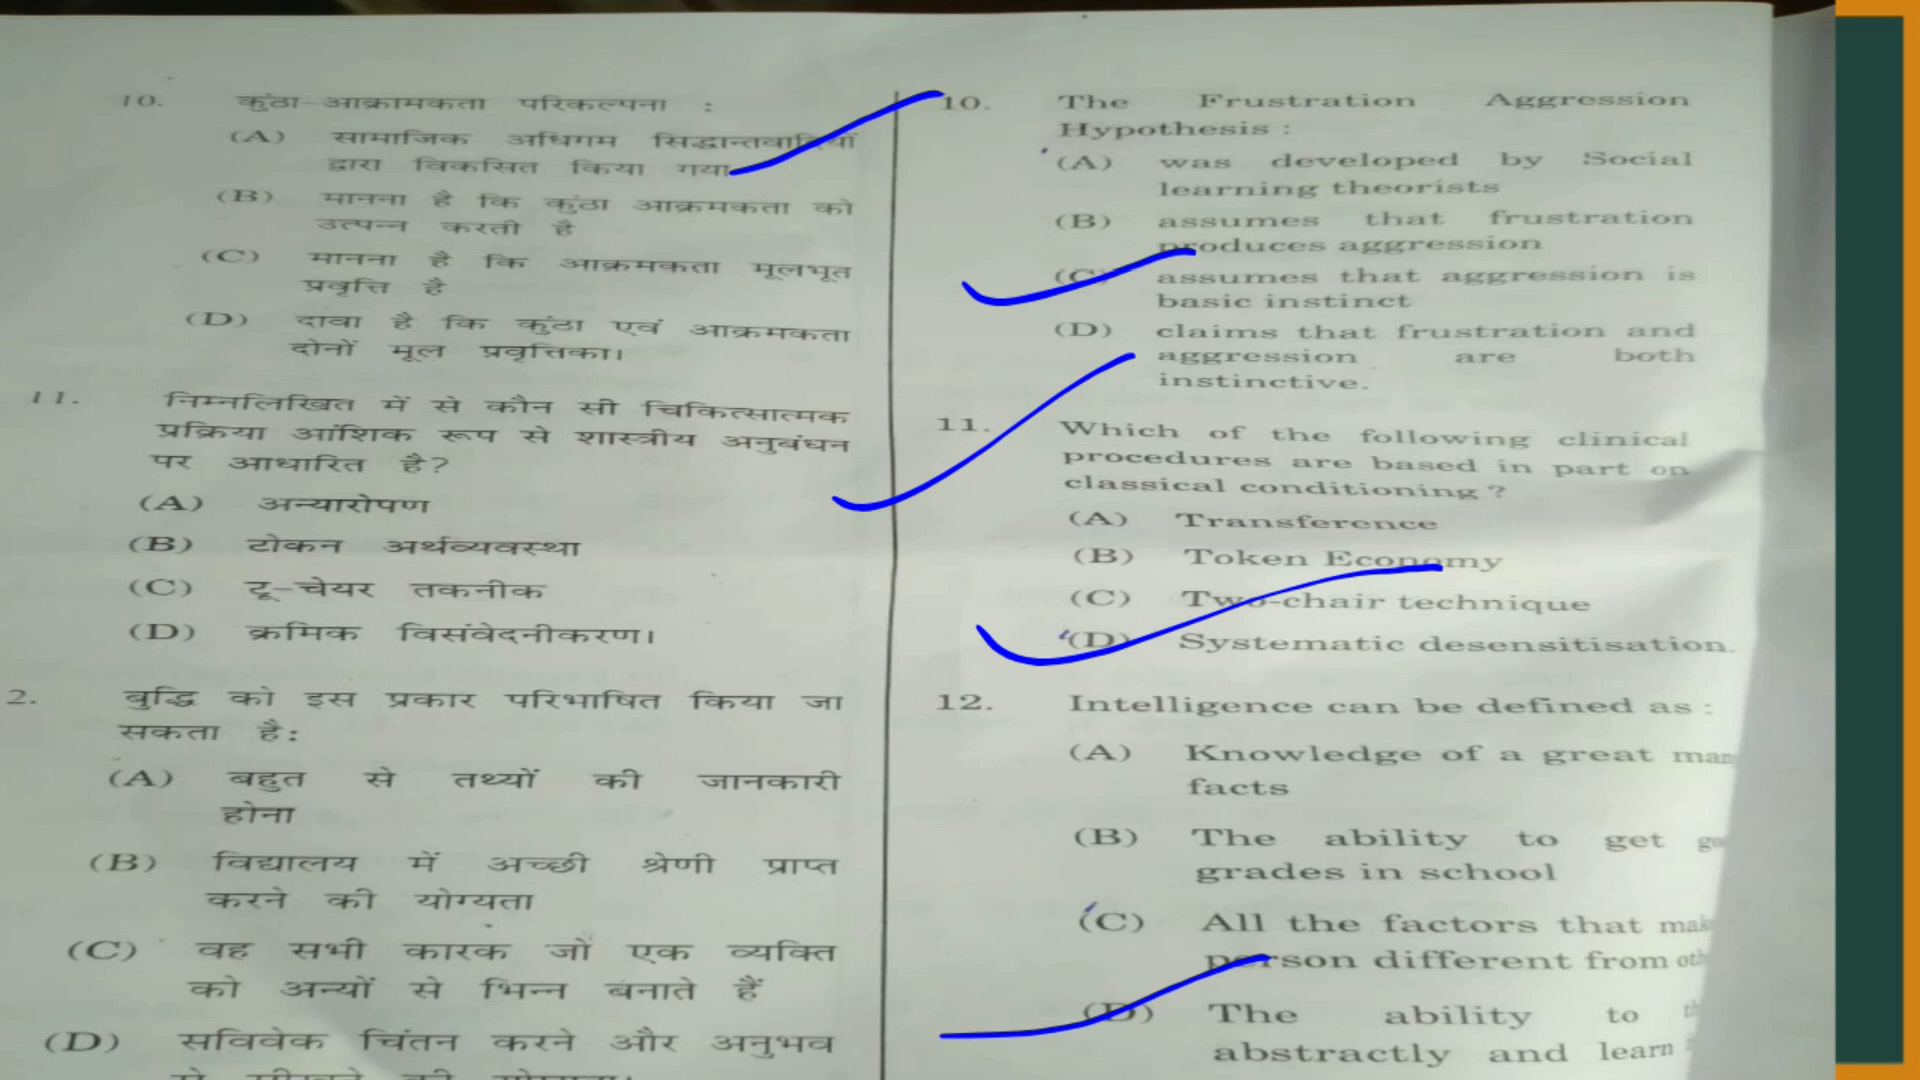 10. कुंठा-आक्रामकता परिकल्पना :
(A) सामाजिक अधिगम सिद्धान्तवादियों
द्वारा विकसित किया गया
(B) मानना है कि कुंठा आक्रमकता को
उत्पन्न करती है
(C) मानना है कि आक्रमकता मूलभूत
प्रवृत्ति है
(D) दावा है कि कुंठा एवं आक्रमकता
दोनों मूल प्रवृत्तिका।
11. निम्नलिखित में से कौन सी चिकित्सात्मक
प्रक्रिया आंशिक रूप से शास्त्रीय अनुबंधन
पर आधारित है?
(A) अन्यारोपण
(B) टोकन अर्थव्यवस्था
(C) टू-चेयर तकनीक
(D) क्रमिक विसंवेदनीकरण।
2. बुद्धि को इस प्रकार परिभाषित किया जा
सकता है:
(A) बहुत से तथ्यों की जानकारी
होना
(B) विद्यालय में अच्छी श्रेणी प्राप्त
करने की योग्यता
(C) वह सभी कारक जो एक व्यक्ति
को अन्यों से भिन्न बनाते हैं
(D) सविवेक चिंतन करने और अनुभव
10. The Frustration Aggression
Hypothesis :
(A) was developed by Social
learning theorists
(B) assumes that frustration
produces aggression
(C) assumes that aggression is
basic instinct
(D) claims that frustration and
aggression are both
instinctive.
11. Which of the following clinical
procedures are based in part on
classical conditioning ?
(A) Transference
(B) Token Economy
(C) Two-chair technique
(D) Systematic desensitisation.
12. Intelligence can be defined as :
(A) Knowledge of a great
facts
(B) The ability to get
grades in school
(C) All the factors that
person different from
(D) The ability to
abstractly and learn